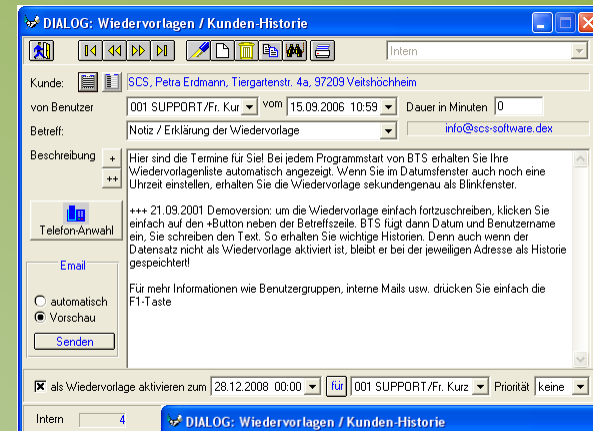 DIALOG: Wiedervorlagen / Kunden-Historie
Intern
Kunde: SCS, Petra Erdmann, Tiergartenstr. 4a, 97209 Veitshöchheim
von Benutzer 001 SUPPORT/Fr. Kur vom 15.09.2006 10:59 Dauer in Minuten 0
Betreff: Notiz / Erklärung der Wiedervorlage info@scs-software.dex
Beschreibung + ++
Hier sind die Termine für Sie! Bei jedem Programmstart von BTS erhalten Sie Ihre
Wiedervorlagenliste automatisch angezeigt. Wenn Sie im Datumsfenster auch noch eine
Uhrzeit einstellen, erhalten Sie die Wiedervorlage sekundengenau als Blinkfenster.
+++ 21.09.2001 Demoversion: um die Wiedervorlage einfach fortzuschreiben, klicken Sie
einfach auf den +Button neben der Betreffszeile. BTS fügt dann Datum und Benutzername
ein, Sie schreiben den Text. So erhalten Sie wichtige Historien. Denn auch wenn der
Datensatz nicht als Wiedervorlage aktiviert ist, bleibt er bei der jeweiligen Adresse als Historie
gespeichtert!
Für mehr Informationen wie Benutzergruppen, interne Mails usw. drücken Sie einfach die
F1-Taste
Telefon-Anwahl
Email
automatisch
Vorschau
Senden
als Wiedervorlage aktivieren zum 28.12.2008 00:00 für 001 SUPPORT/Fr. Kurz Priorität keine
Intern 4
DIALOG: Wiedervorlagen / Kunden-Historie